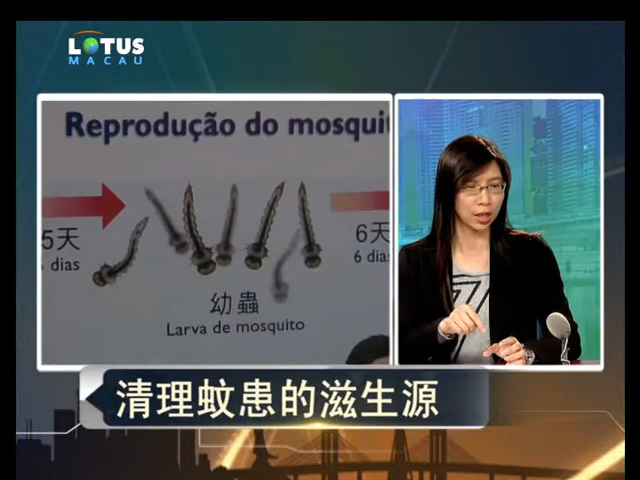 LOTUS
MACAU
Reprodução do mosqui
5天
dias
6天
6 dias
幼蟲
Larva de mosquito
清理蚊患的滋生源